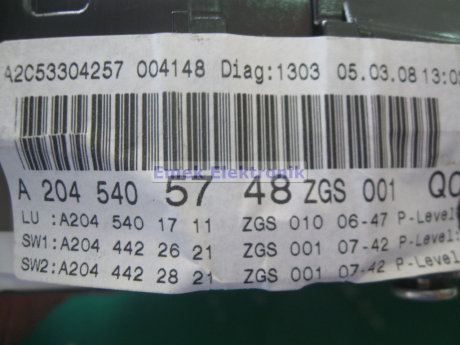 A2C53304257 004148 Diag:1303 05.03.08 13:02
Emek Elektronik
A 204 540 57 48 ZGS 001 QC
LU :A204 540 17 11 ZGS 010 06-47 P-Level
SW1:A204 442 26 21 ZGS 001 07-42 P-Level:
SW2:A204 442 28 21 ZGS 001 07-42 P-Level